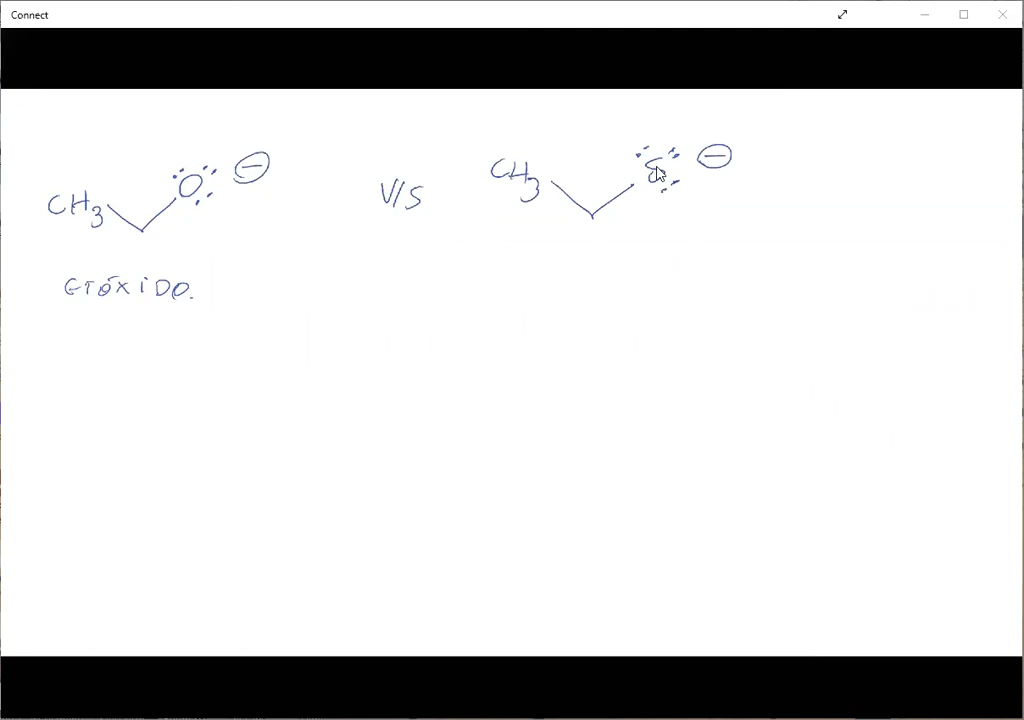 Connect
CH3 :O: ⊖ V/S CH3 :S: ⊖
ETÓXIDO.